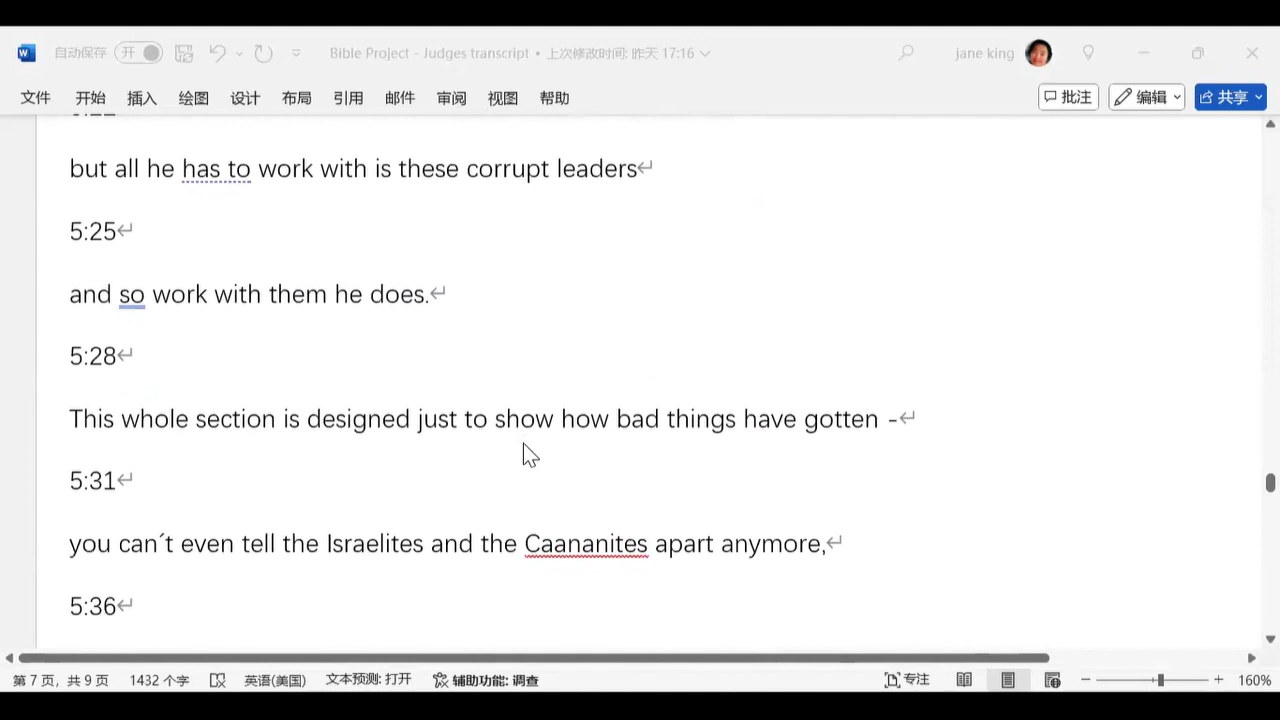 W 自动保存 开 Bible Project - Judges transcript • 上次修改时间: 昨天 17:16 jane king
文件 开始 插入 绘图 设计 布局 引用 邮件 审阅 视图 帮助 批注 编辑 共享
but all he has to work with is these corrupt leaders↵
5:25↵
and so work with them he does.↵
5:28↵
This whole section is designed just to show how bad things have gotten -↵
5:31↵
you can´t even tell the Israelites and the Caananites apart anymore,↵
5:36↵
第 7 页，共 9 页 1432 个字 英语(美国) 文本预测: 打开 辅助功能: 调查 专注 160%